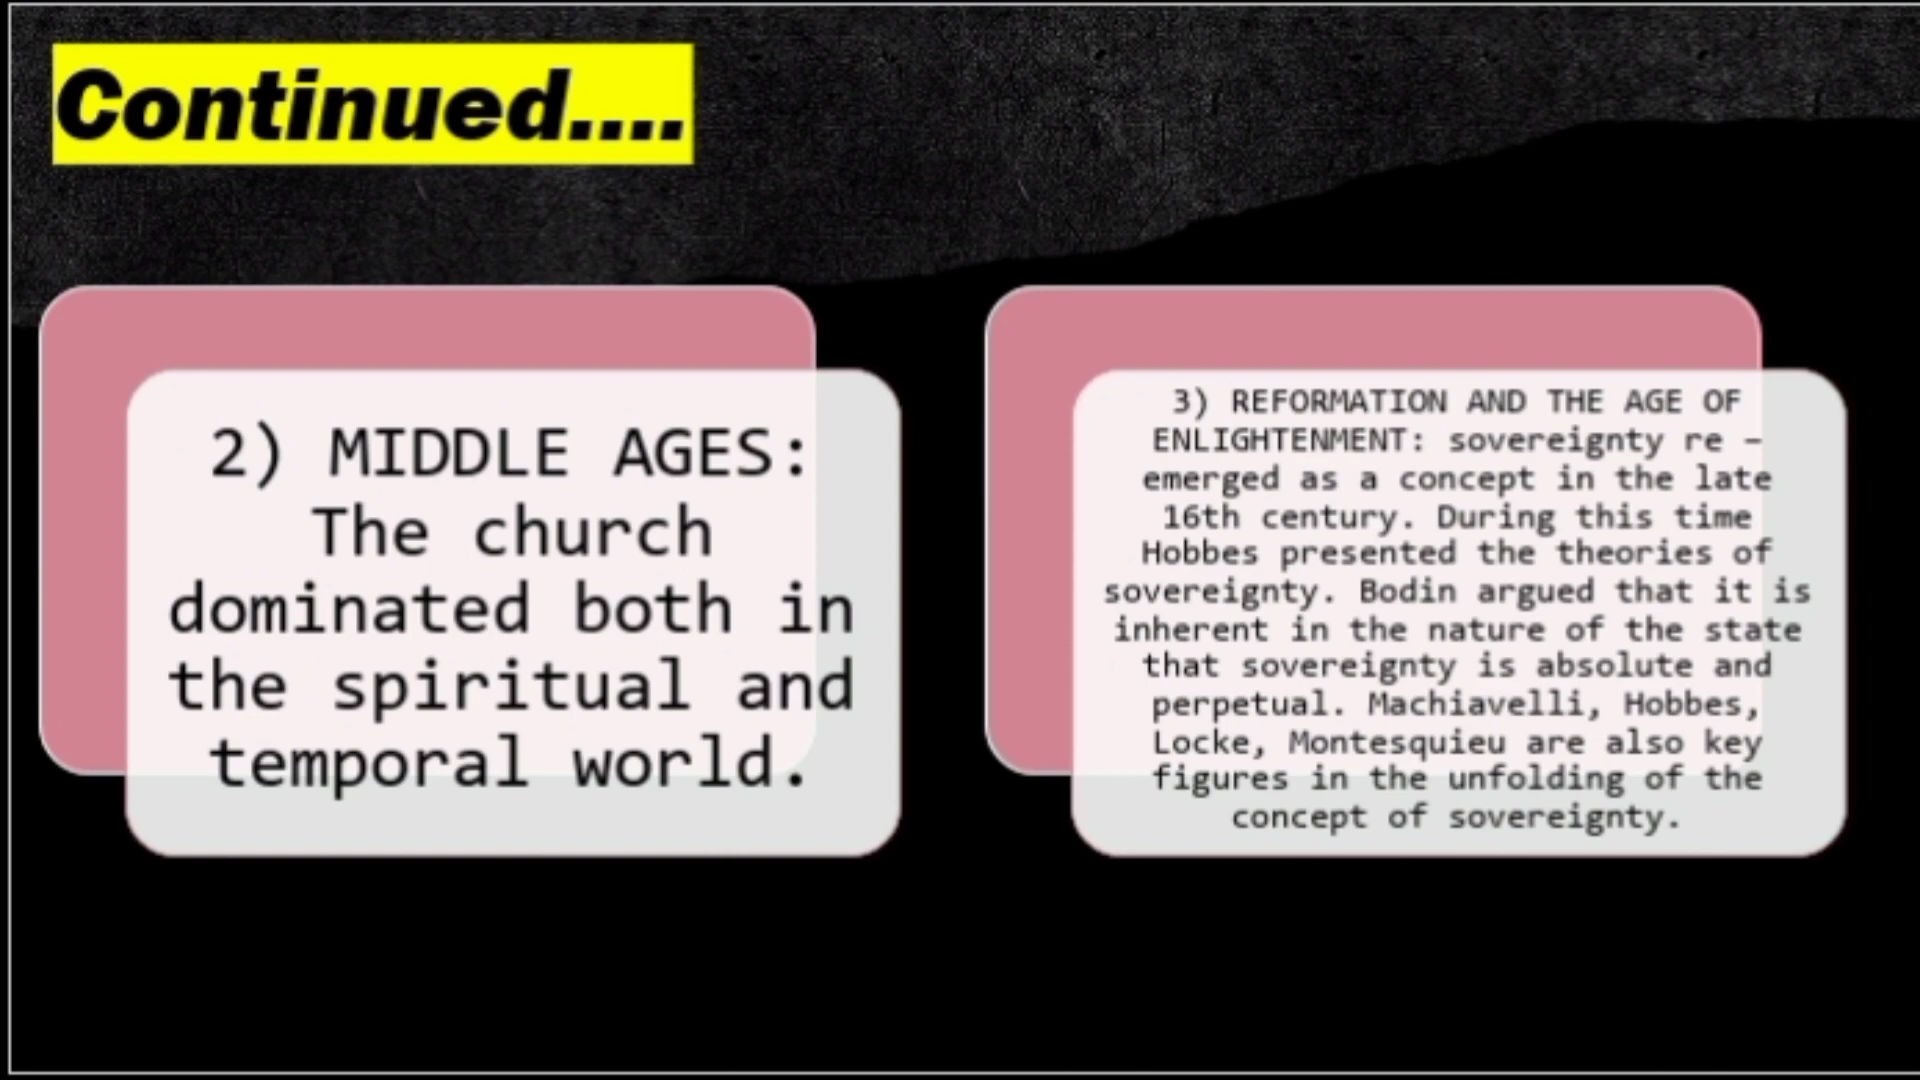 Continued....
2) MIDDLE AGES:
The church
dominated both in
the spiritual and
temporal world.
3) REFORMATION AND THE AGE OF
ENLIGHTENMENT: sovereignty re –
emerged as a concept in the late
16th century. During this time
Hobbes presented the theories of
sovereignty. Bodin argued that it is
inherent in the nature of the state
that sovereignty is absolute and
perpetual. Machiavelli, Hobbes,
Locke, Montesquieu are also key
figures in the unfolding of the
concept of sovereignty.